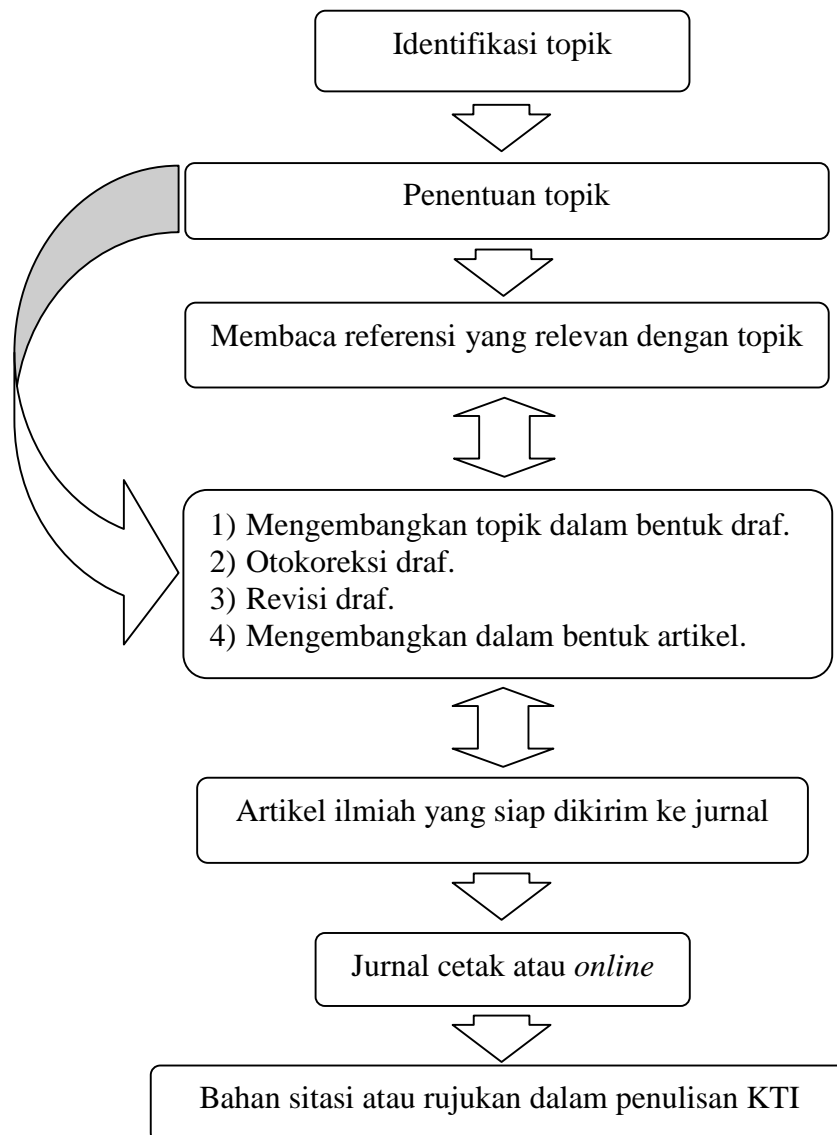 Identifikasi topik
Penentuan topik
Membaca referensi yang relevan dengan topik
1) Mengembangkan topik dalam bentuk draf.
2) Otokoreksi draf.
3) Revisi draf.
4) Mengembangkan dalam bentuk artikel.
Artikel ilmiah yang siap dikirim ke jurnal
Jurnal cetak atau online
Bahan sitasi atau rujukan dalam penulisan KTI